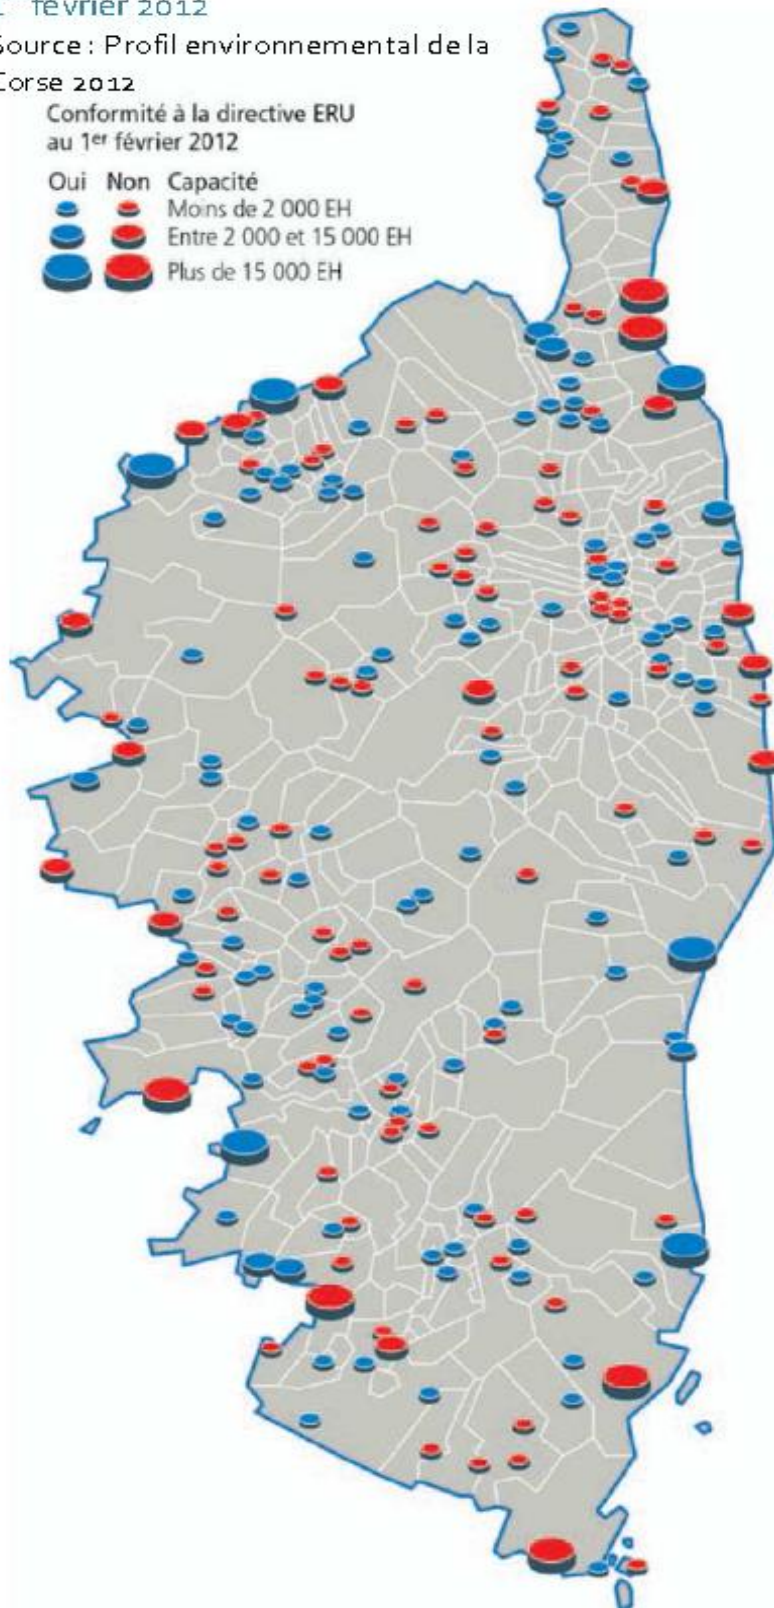 février 2012
Source : Profil environnemental de la
Corse 2012
Conformité à la directive ERU
au 1er février 2012
Oui Non Capacité
Moins de 2 000 EH
Entre 2 000 et 15 000 EH
Plus de 15 000 EH